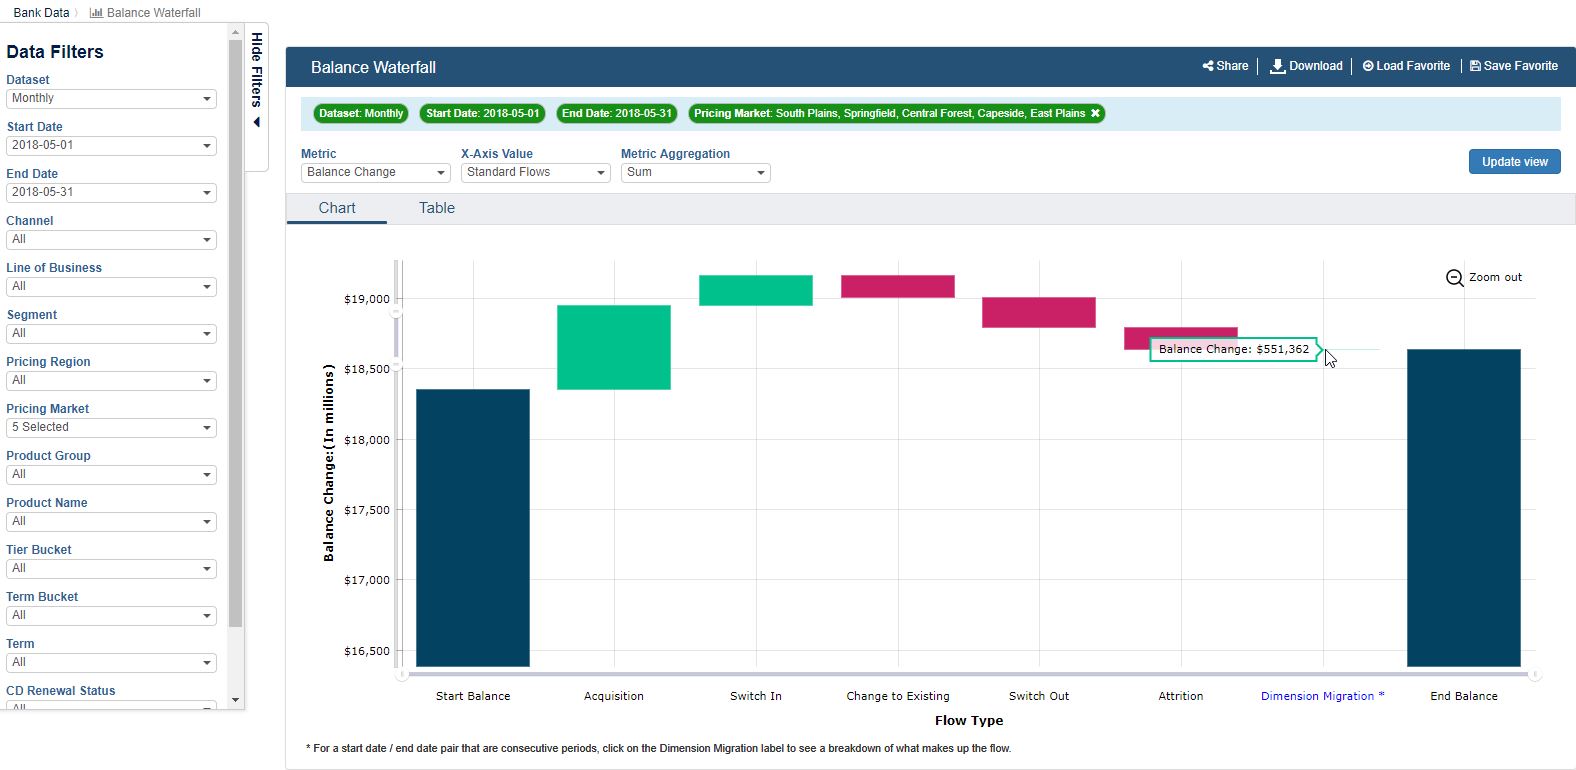 Bank Data 〉 Balance Waterfall
Hide Filters
Data Filters
Dataset
Monthly
Start Date
2018-05-01
End Date
2018-05-31
Channel
All
Line of Business
All
Segment
All
Pricing Region
All
Pricing Market
5 Selected
Product Group
All
Product Name
All
Tier Bucket
All
Term Bucket
All
Term
All
CD Renewal Status
All
Balance Waterfall
Share Download Load Favorite Save Favorite
Dataset: Monthly Start Date: 2018-05-01 End Date: 2018-05-31 Pricing Market: South Plains, Springfield, Central Forest, Capeside, East Plains ✖
Metric X-Axis Value Metric Aggregation
Balance Change Standard Flows Sum
Update view
Chart Table
Zoom out
Balance Change:(In millions)
$19,000
$18,500
$18,000
$17,500
$17,000
$16,500
Balance Change: $551,362
Start Balance Acquisition Switch In Change to Existing Switch Out Attrition Dimension Migration * End Balance
Flow Type
* For a start date / end date pair that are consecutive periods, click on the Dimension Migration label to see a breakdown of what makes up the flow.